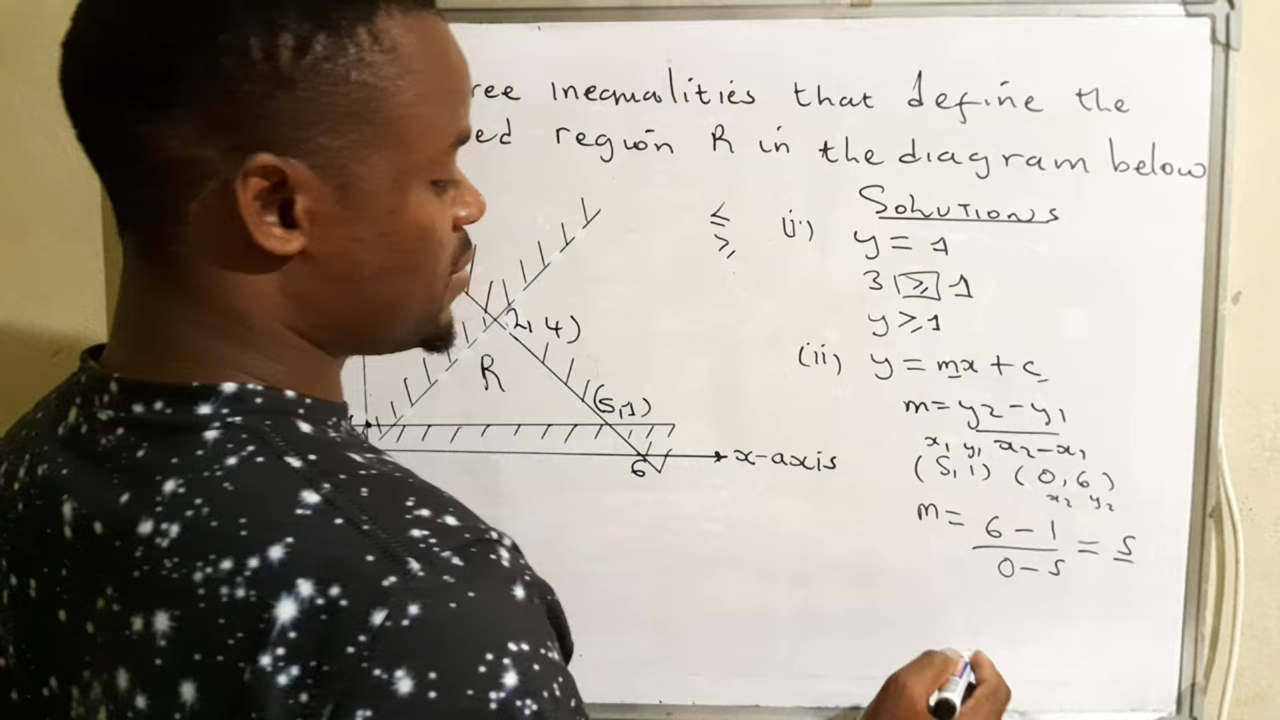 inequalities that define the
region R in the diagram below
Solutions
≤
≥
(i)
y = 1
3 ≥ 1
y ≥ 1
(ii) y = mx + c
m = y2 - y1
x2 - x1
x1 y1
(5,1) (0,6)
x2 y2
m = 6 - 1
0 - 5
= 5
2, 4)
R
(5,1)
6
x-axis